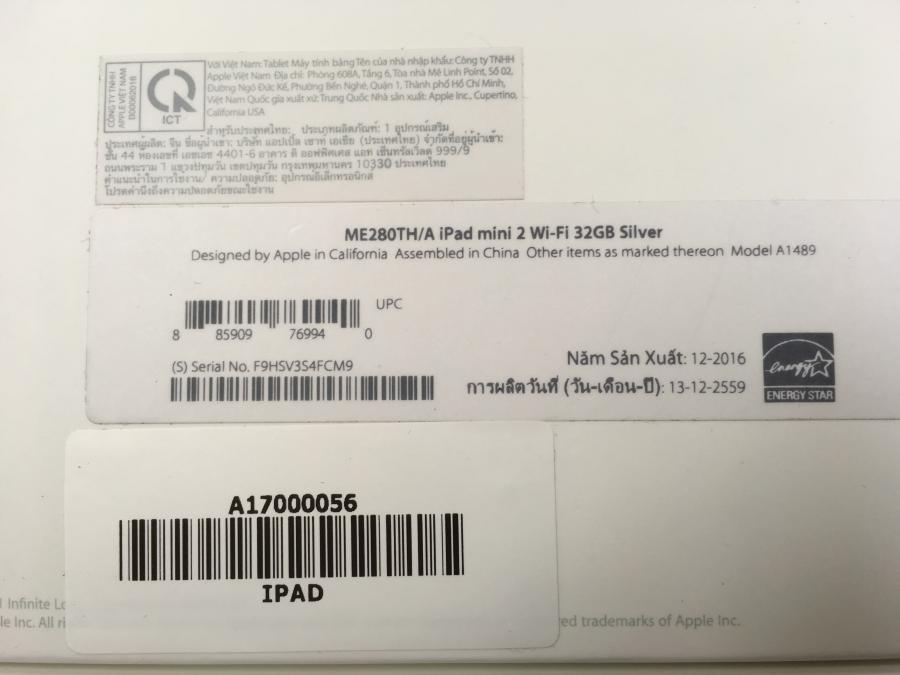 CÔNG TY TNHH
APPLE VIỆT NAM
B00062016
ICT
Với Việt Nam: Tablet Máy tính bảng Tên của nhà nhập khẩu: Công ty TNHH
Apple Việt Nam Địa chỉ: Phòng 608A, Tầng 6, Tòa nhà Mê Linh Point, Số 02,
Đường Ngô Đức Kế, Phường Bến Nghé, Quận 1, Thành phố Hồ Chí Minh,
Việt Nam Quốc gia xuất xứ: Trung Quốc Nhà sản xuất: Apple Inc., Cupertino,
California USA
สำหรับประเทศไทย: ประเภทผลิตภัณฑ์: 1 อุปกรณ์เสริม
ประเทศผู้ผลิต: จีน ชื่อผู้นำเข้า: บริษัท แอปเปิ้ล เซาท์ เอเชีย (ประเทศไทย) จำกัดที่อยู่ผู้นำเข้า:
ชั้น 44 ห้องเลขที่ เอชเอช 4401-6 อาคาร ดิ ออฟฟิศเศส แอท เซ็นทรัลเวิลด์ 999/9
ถนนพระราม 1 แขวงปทุมวัน เขตปทุมวัน กรุงเทพมหานคร 10330 ประเทศไทย
คำแนะนำในการใช้งาน/ ความปลอดภัย: อุปกรณ์อิเล็กทรอนิกส์
โปรดคำนึงถึงความปลอดภัยขณะใช้งาน
ME280TH/A iPad mini 2 Wi-Fi 32GB Silver
Designed by Apple in California Assembled in China Other items as marked thereon Model A1489
UPC
8 85909 76994 0
(S) Serial No. F9HSV3S4FCM9
Năm Sản Xuất: 12-2016
การผลิตวันที่ (วัน-เดือน-ปี): 13-12-2559
energy
ENERGY STAR
A17000056
IPAD
1 Infinite
Inc. All
trademarks of Apple Inc.